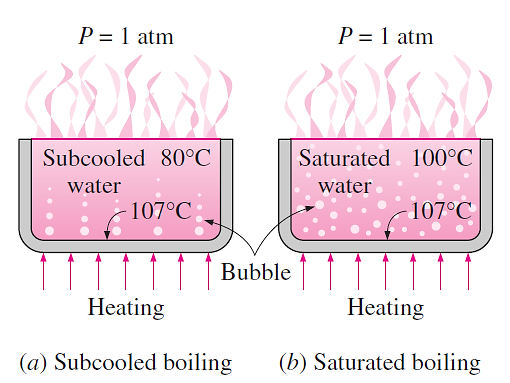 P = 1 atm
P = 1 atm
Subcooled 80°C
water
107°C
Saturated 100°C
water
107°C
Bubble
Heating
Heating
(a) Subcooled boiling
(b) Saturated boiling